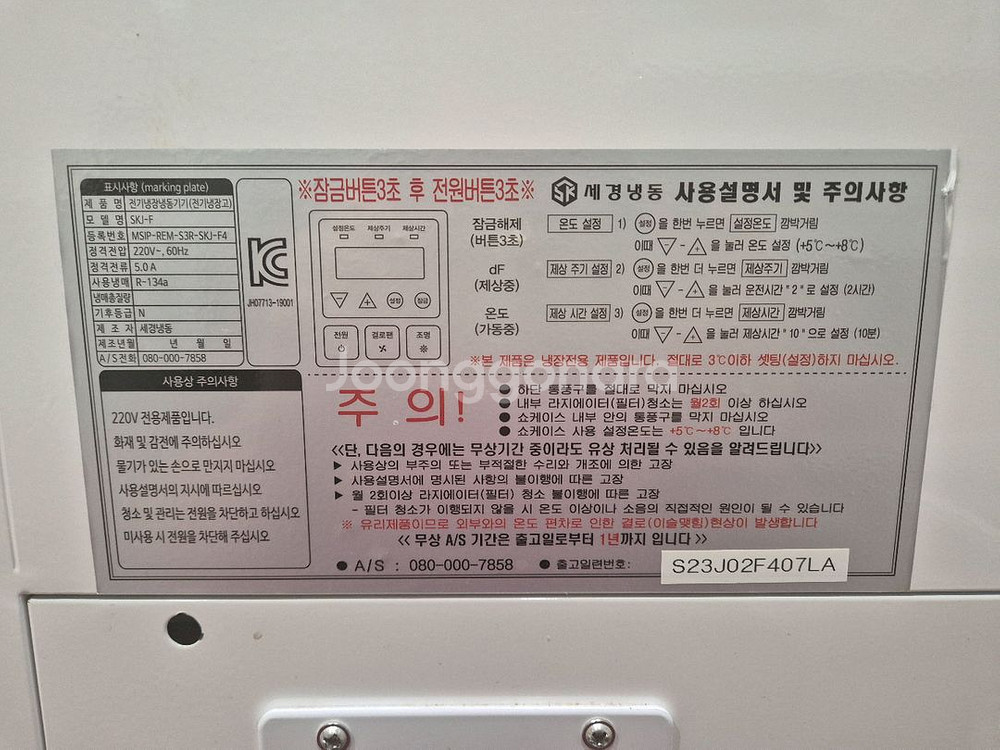 표시사항 (marking plate)
제 품 명 전기냉장냉동기기(전기냉장고)
모 델 명 SKJ-F
등록번호 MSIP-REM-S3R-SKJ-F4
정격전압 220V~, 60Hz
정격전류 5.0 A
사용냉매 R-134a
냉매총질량
기후등급 N
제 조 자 세경냉동
제조년월 년 월 일
A/S전화 080-000-7858
JH07713-19001
사용상 주의사항
220V 전용제품입니다.
화재 및 감전에 주의하십시오
물기가 있는 손으로 만지지 마십시오
사용설명서의 지시에 따르십시오
청소 및 관리는 전원을 차단하고 하십시오
미사용 시 전원을 차단해 주십시오
※잠금버튼3초 후 전원버튼3초※
세경냉동 사용설명서 및 주의사항
설정온도 제상주기 제상시간
설정 잠금
전원 결로팬 조명
잠금해제 (버튼3초)
dF (제상중)
온도 (가동중)
온도 설정 1) 설정 을 한번 누르면 설정온도 깜박거림
이때 ▽ - △ 을 눌러 온도 설정 (+5℃~+8℃)
제상 주기 설정 2) 설정 을 한번 더 누르면 제상주기 깜박거림
이때 ▽ - △ 을 눌러 운전시간 "2" 로 설정 (2시간)
제상 시간 설정 3) 설정 을 한번 더 누르면 제상시간 깜박거림
이때 ▽ - △ 을 눌러 제상시간 "10" 으로 설정 (10분)
※본 제품은 냉장전용 제품입니다. 절대로 3℃이하 셋팅(설정)하지 마십시오.
Joonggonara
주 의!
● 하단 통풍구를 절대로 막지 마십시오
● 내부 라지에이터(필터)청소는 월2회 이상 하십시오
● 쇼케이스 내부 안의 통풍구를 막지 마십시오
● 쇼케이스 사용 설정온도는 +5℃~+8℃ 입니다
<<단, 다음의 경우에는 무상기간 중이라도 유상 처리될 수 있음을 알려드립니다>>
▶ 사용상의 부주의 또는 부적절한 수리와 개조에 의한 고장
▶ 사용설명서에 명시된 사항의 불이행에 따른 고장
▶ 월 2회이상 라지에이터(필터) 청소 불이행에 따른 고장
- 필터 청소가 이행되지 않을 시 온도 이상이나 소음의 직접적인 원인이 될 수 있습니다
※ 유리제품이므로 외부와의 온도 편차로 인한 결로(이슬맺힘)현상이 발생합니다
<< 무상 A/S 기간은 출고일로부터 1년까지 입니다 >>
● A/S : 080-000-7858 ● 출고일련번호: S23J02F407LA